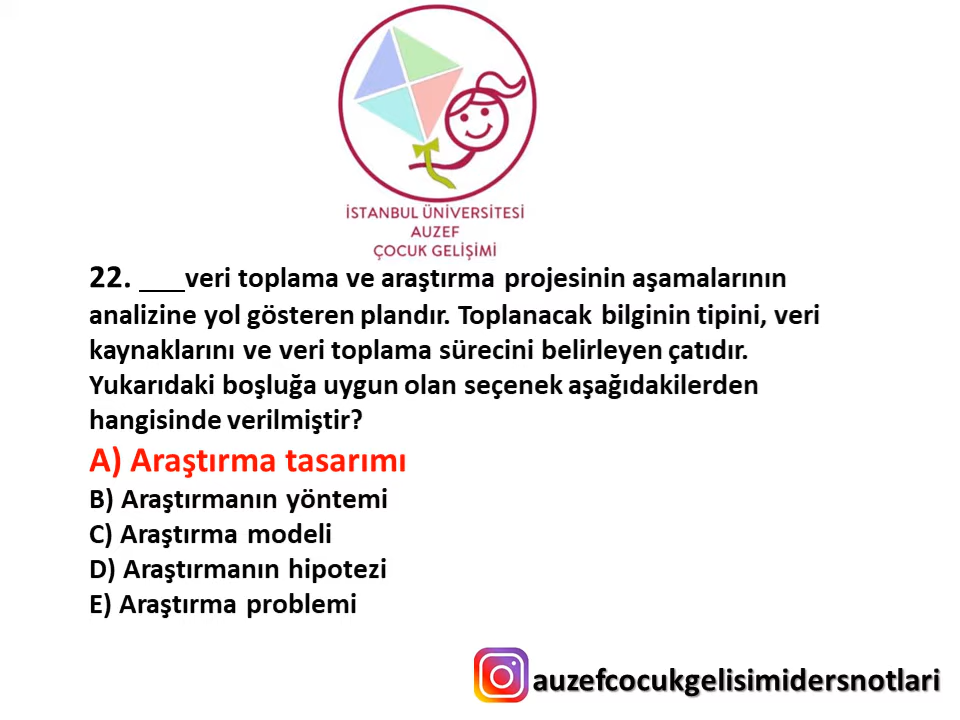 İSTANBUL ÜNİVERSİTESİ
AUZEF
ÇOCUK GELİŞİMİ
22. ___veri toplama ve araştırma projesinin aşamalarının
analizine yol gösteren plandır. Toplanacak bilginin tipini, veri
kaynaklarını ve veri toplama sürecini belirleyen çatıdır.
Yukarıdaki boşluğa uygun olan seçenek aşağıdakilerden
hangisinde verilmiştir?
A) Araştırma tasarımı
B) Araştırmanın yöntemi
C) Araştırma modeli
D) Araştırmanın hipotezi
E) Araştırma problemi
auzefcocukgelisimidersnotlari